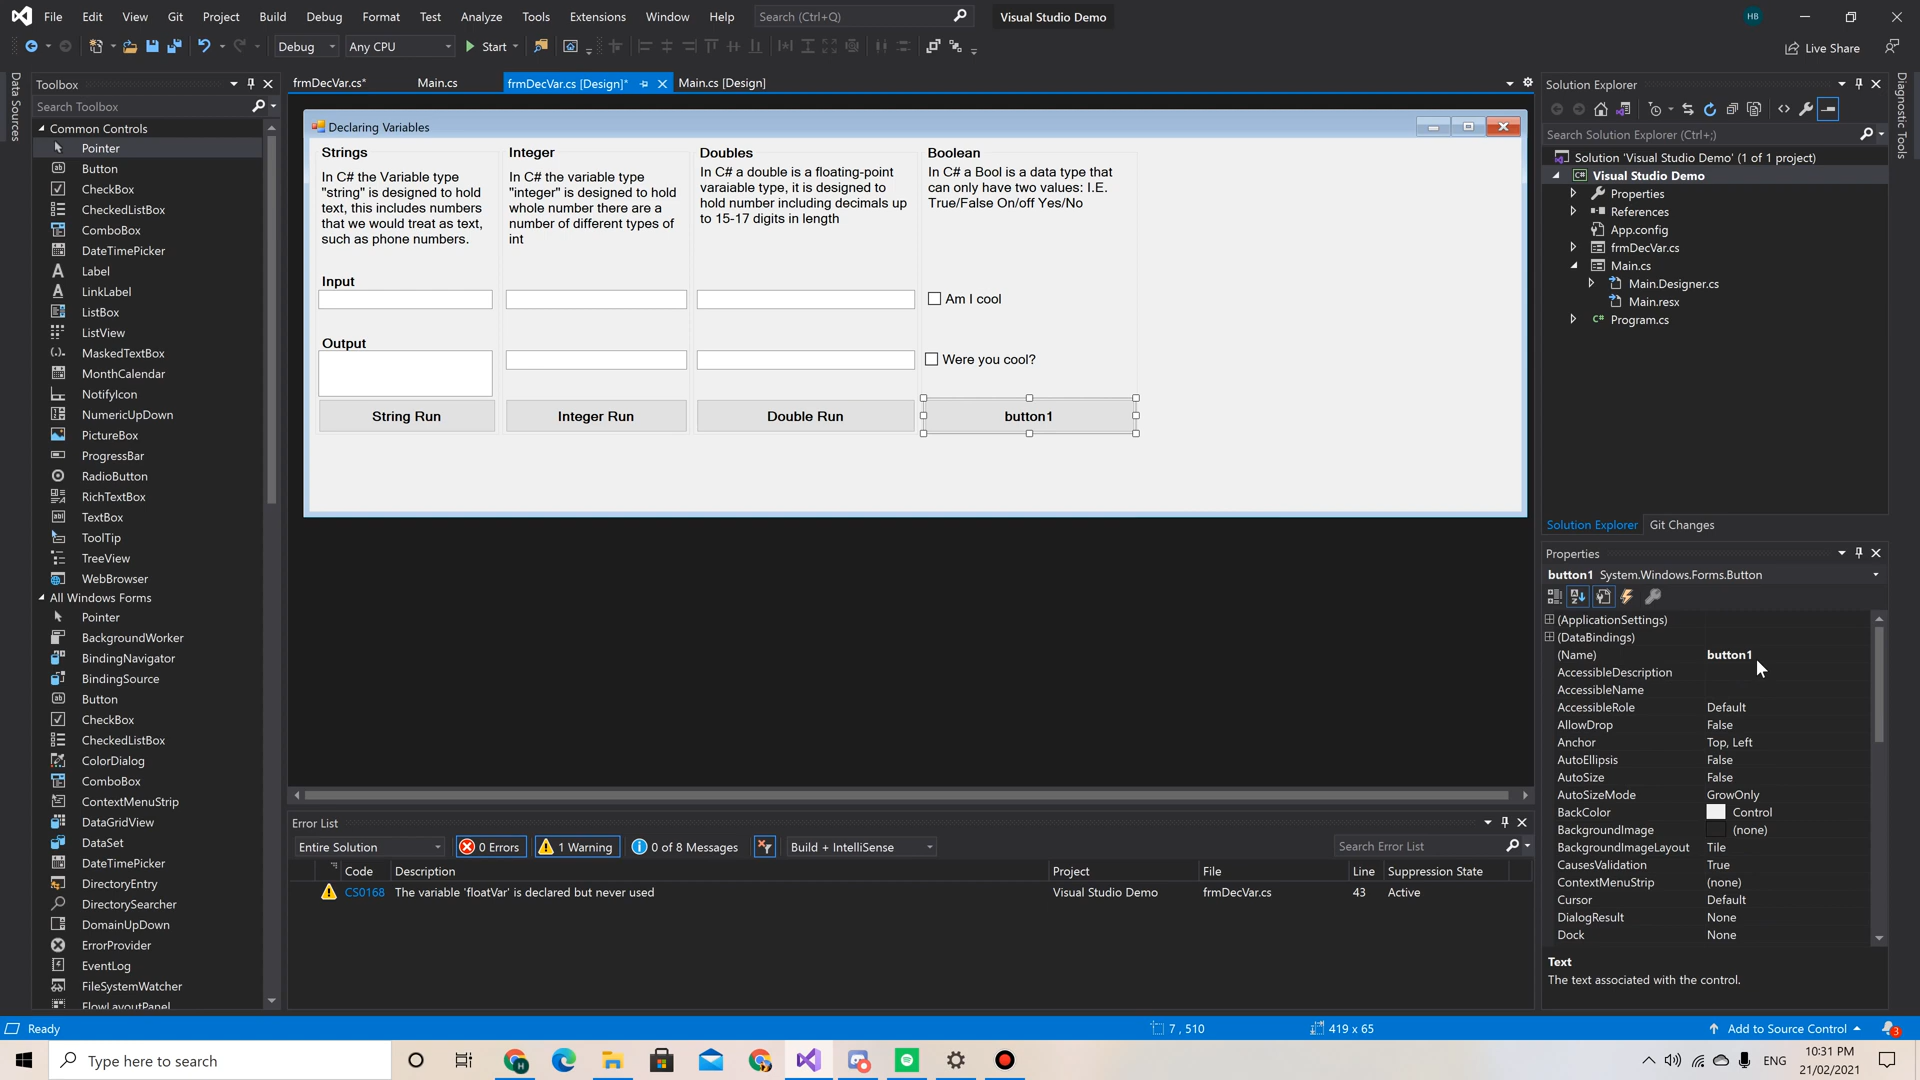 File Edit View Git Project Build Debug Format Test Analyze Tools Extensions Window Help Search (Ctrl+Q) Visual Studio Demo HB
Debug Any CPU Start Live Share
Data Sources
Toolbox
Search Toolbox
Common Controls
Pointer
Button
CheckBox
CheckedListBox
ComboBox
DateTimePicker
Label
LinkLabel
ListBox
ListView
MaskedTextBox
MonthCalendar
NotifyIcon
NumericUpDown
PictureBox
ProgressBar
RadioButton
RichTextBox
TextBox
ToolTip
TreeView
WebBrowser
All Windows Forms
Pointer
BackgroundWorker
BindingNavigator
BindingSource
Button
CheckBox
CheckedListBox
ColorDialog
ComboBox
ContextMenuStrip
DataGridView
DataSet
DateTimePicker
DirectoryEntry
DirectorySearcher
DomainUpDown
ErrorProvider
EventLog
FileSystemWatcher
FlowLayoutPanel
frmDecVar.cs* Main.cs frmDecVar.cs [Design]* Main.cs [Design]
Declaring Variables
Strings
In C# the Variable type
"string" is designed to hold
text, this includes numbers
that we would treat as text,
such as phone numbers.
Integer
In C# the variable type
"integer" is designed to hold
whole number there are a
number of different types of
int
Doubles
In C# a double is a floating-point
varaiable type, it is designed to
hold number including decimals up
to 15-17 digits in length
Boolean
In C# a Bool is a data type that
can only have two values: I.E.
True/False On/off Yes/No
Input
Am I cool
Output
Were you cool?
String Run Integer Run Double Run button1
Error List
Entire Solution 0 Errors 1 Warning 0 of 8 Messages Build + IntelliSense Search Error List
Code Description Project File Line Suppression State
CS0168 The variable 'floatVar' is declared but never used Visual Studio Demo frmDecVar.cs 43 Active
Solution Explorer
Search Solution Explorer (Ctrl+;)
Solution 'Visual Studio Demo' (1 of 1 project)
Visual Studio Demo
Properties
References
App.config
frmDecVar.cs
Main.cs
Main.Designer.cs
Main.resx
Program.cs
Solution Explorer Git Changes
Properties
button1 System.Windows.Forms.Button
(ApplicationSettings)
(DataBindings)
(Name) button1
AccessibleDescription
AccessibleName
AccessibleRole Default
AllowDrop False
Anchor Top, Left
AutoEllipsis False
AutoSize False
AutoSizeMode GrowOnly
BackColor Control
BackgroundImage (none)
BackgroundImageLayout Tile
CausesValidation True
ContextMenuStrip (none)
Cursor Default
DialogResult None
Dock None
Text
The text associated with the control.
Diagnostic Tools
Ready 7 , 510 419 x 65 Add to Source Control 3
Type here to search
ENG
10:31 PM
21/02/2021